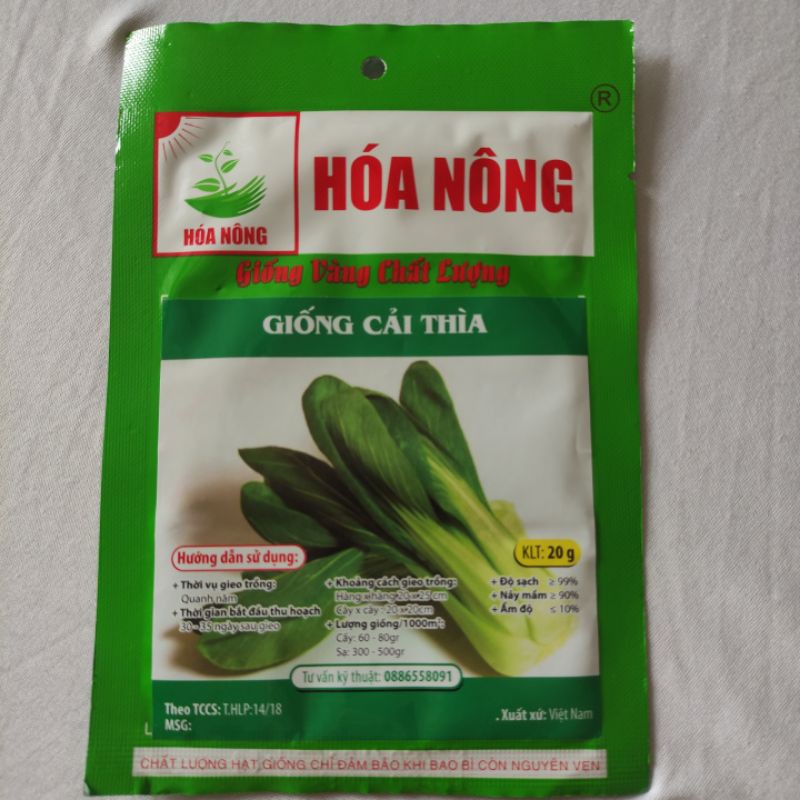 ®
HÓA NÔNG
HÓA NÔNG
Giống Vàng Chất Lượng
GIỐNG CẢI THÌA
KLT: 20 g
Hướng dẫn sử dụng:
+ Thời vụ gieo trồng:
Quanh năm
+ Thời gian bắt đầu thu hoạch
30 - 35 ngày sau gieo
+ Khoảng cách gieo trồng:
Hàng x hàng 20 x 25 cm
Cây x cây : 20 x 20cm
+ Lượng giống/1000m²:
Cấy: 60 - 80gr
Sạ: 300 - 500gr
+ Độ sạch ≥ 99%
+ Nảy mầm ≥ 90%
+ Ẩm độ ≤ 10%
Tư vấn kỹ thuật: 0886558091
Theo TCCS: T.HLP:14/18
MSG:
. Xuất xứ: Việt Nam
CHẤT LƯỢNG HẠT GIỐNG CHỈ ĐẢM BẢO KHI BAO BÌ CÒN NGUYÊN VẸN